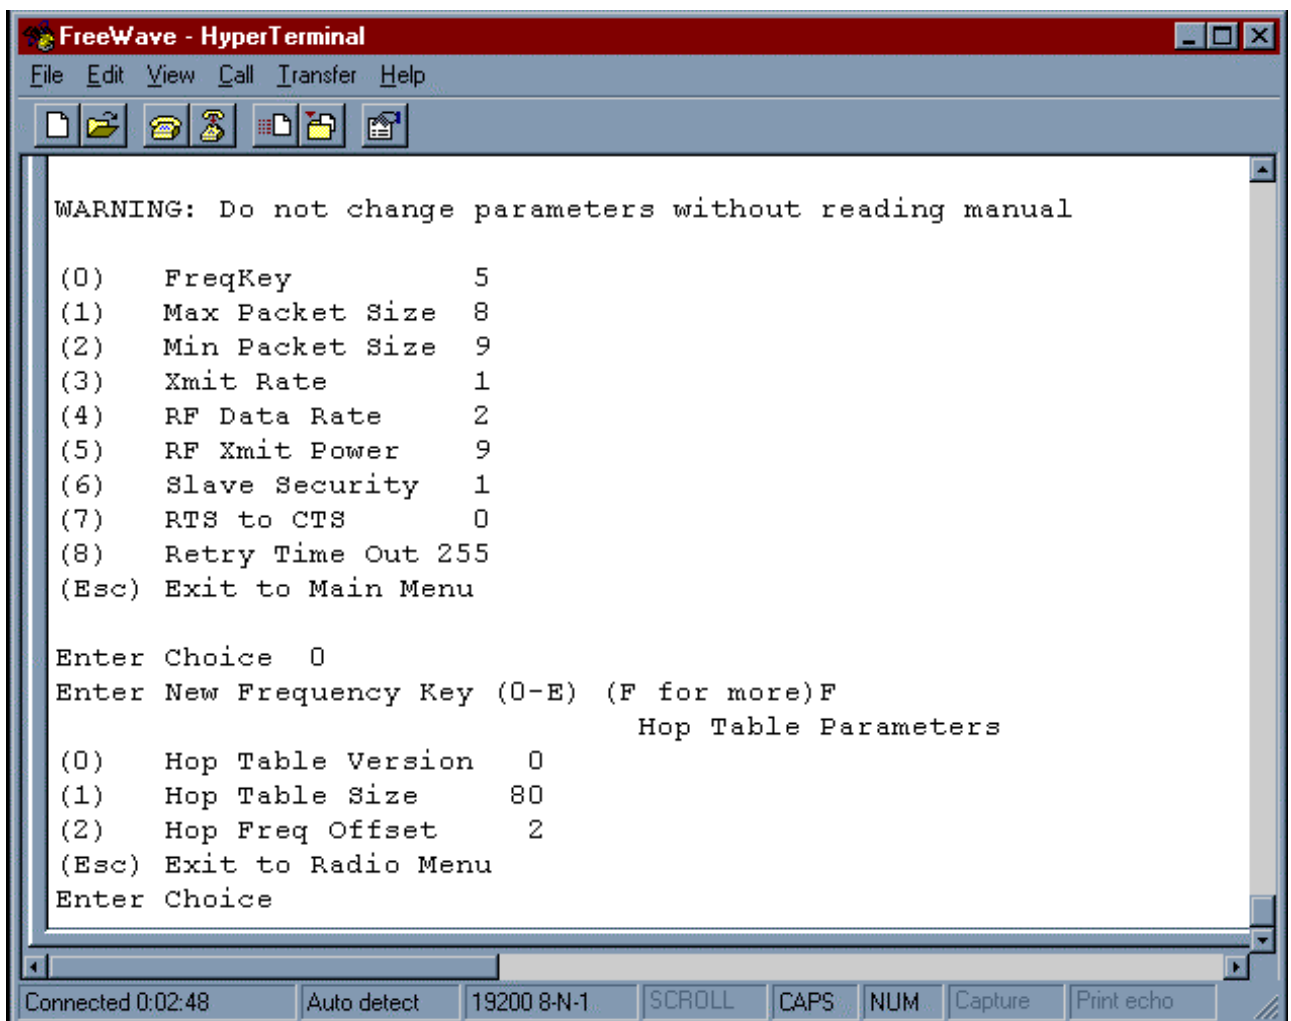 FreeWave - HyperTerminal
File Edit View Call Transfer Help
WARNING: Do not change parameters without reading manual
(0) FreqKey 5
(1) Max Packet Size 8
(2) Min Packet Size 9
(3) Xmit Rate 1
(4) RF Data Rate 2
(5) RF Xmit Power 9
(6) Slave Security 1
(7) RTS to CTS 0
(8) Retry Time Out 255
(Esc) Exit to Main Menu
Enter Choice 0
Enter New Frequency Key (0-E) (F for more)F
Hop Table Parameters
(0) Hop Table Version 0
(1) Hop Table Size 80
(2) Hop Freq Offset 2
(Esc) Exit to Radio Menu
Enter Choice
Connected 0:02:48 Auto detect 19200 8-N-1 SCROLL CAPS NUM Capture Print echo